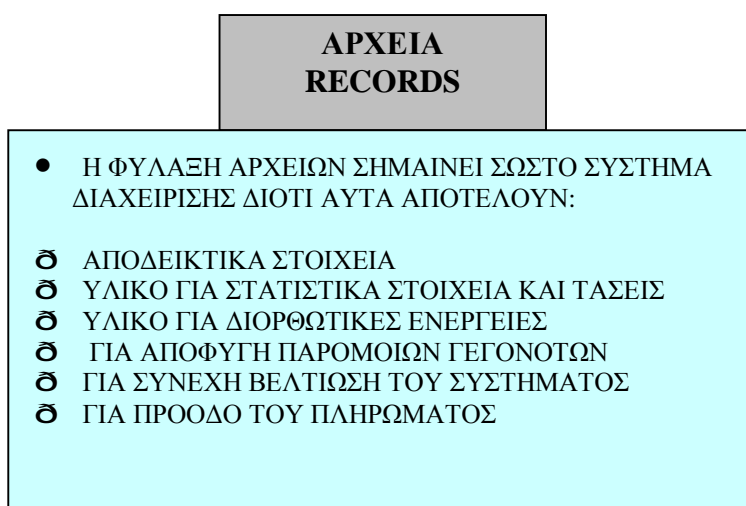 ΑΡΧΕΙΑ
RECORDS
● Η ΦΥΛΑΞΗ ΑΡΧΕΙΩΝ ΣΗΜΑΙΝΕΙ ΣΩΣΤΟ ΣΥΣΤΗΜΑ
ΔΙΑΧΕΙΡΙΣΗΣ ΔΙΟΤΙ ΑΥΤΑ ΑΠΟΤΕΛΟΥΝ:
ð ΑΠΟΔΕΙΚΤΙΚΑ ΣΤΟΙΧΕΙΑ
ð ΥΛΙΚΟ ΓΙΑ ΣΤΑΤΙΣΤΙΚΑ ΣΤΟΙΧΕΙΑ ΚΑΙ ΤΑΣΕΙΣ
ð ΥΛΙΚΟ ΓΙΑ ΔΙΟΡΘΩΤΙΚΕΣ ΕΝΕΡΓΕΙΕΣ
ð ΓΙΑ ΑΠΟΦΥΓΗ ΠΑΡΟΜΟΙΩΝ ΓΕΓΟΝΟΤΩΝ
ð ΓΙΑ ΣΥΝΕΧΗ ΒΕΛΤΙΩΣΗ ΤΟΥ ΣΥΣΤΗΜΑΤΟΣ
ð ΓΙΑ ΠΡΟΟΔΟ ΤΟΥ ΠΛΗΡΩΜΑΤΟΣ